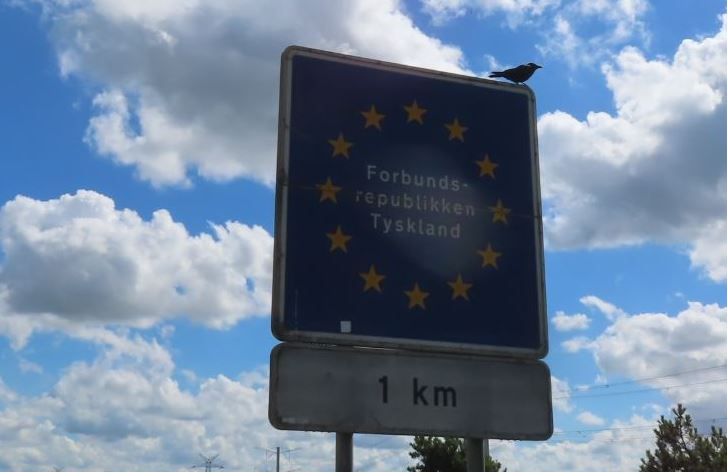 Forbunds-
republikken
Tyskland
1 km